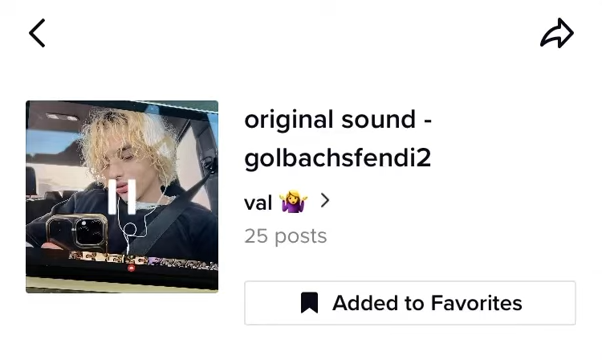 original sound -
golbachsfendi2
val 🤷‍♀️
25 posts
Added to Favorites